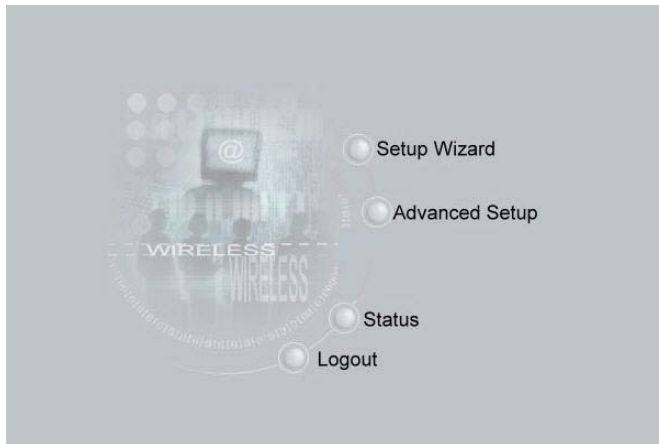 @
Setup Wizard
Advanced Setup
WIRELESS
WIRELESS
Status
Logout